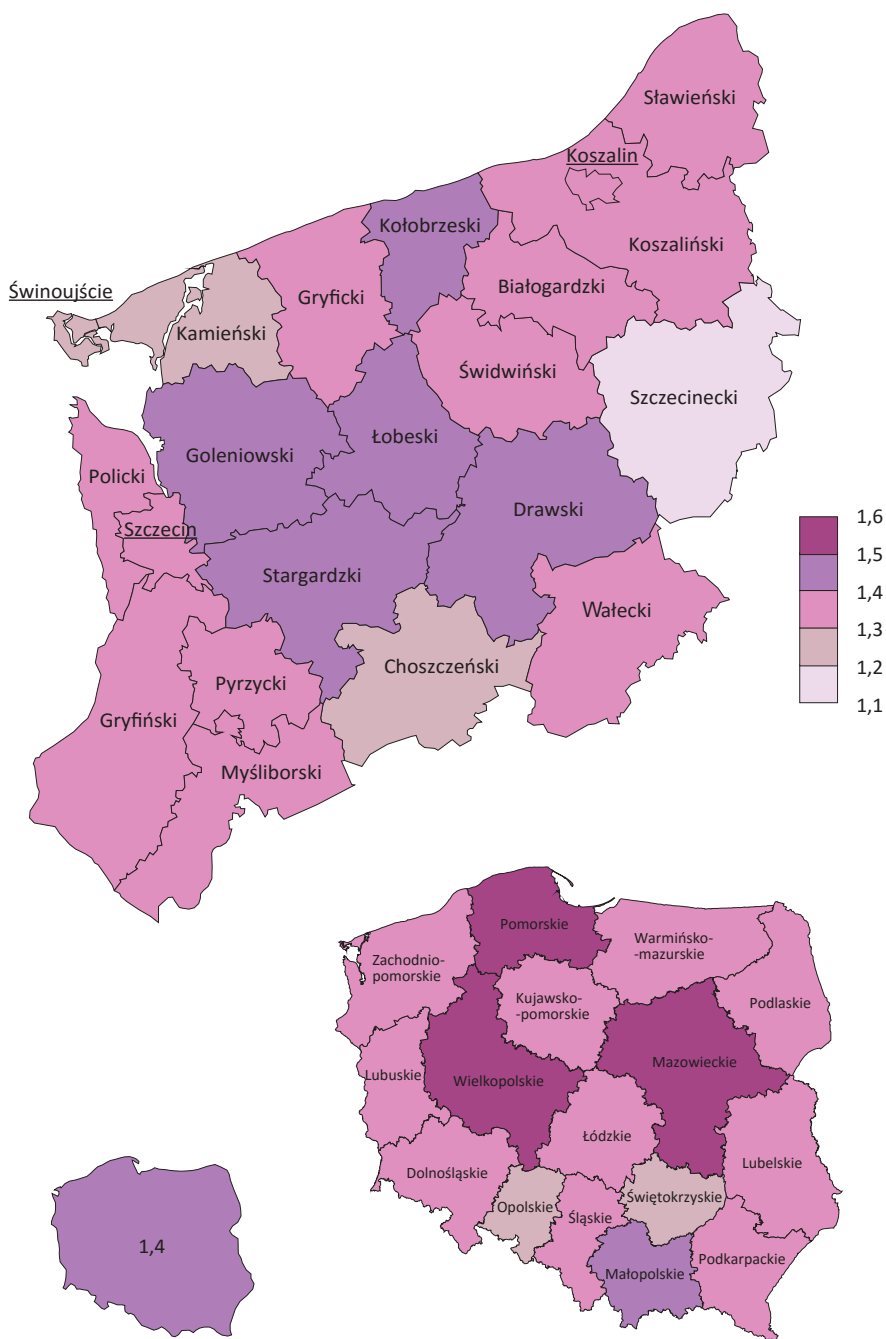 Sławieński
Koszalin
Kołobrzeski
Koszaliński
Białogardzki
Świnoujście
Gryficki
Kamieński
Świdwiński
Szczecinecki
Łobeski
Goleniowski
Policki
Drawski
Szczecin
Stargardzki
Wałecki
Choszczeński
Pyrzycki
Gryfiński
Myśliborski
1,6
1,5
1,4
1,3
1,2
1,1
Pomorskie
Warmińsko-
-mazurskie
Zachodnio-
pomorskie
Kujawsko-
-pomorskie
Podlaskie
Mazowieckie
Lubuskie
Wielkopolskie
Łódzkie
Lubelskie
Dolnośląskie
Opolskie
Świętokrzyskie
Śląskie
Podkarpackie
Małopolskie
1,4